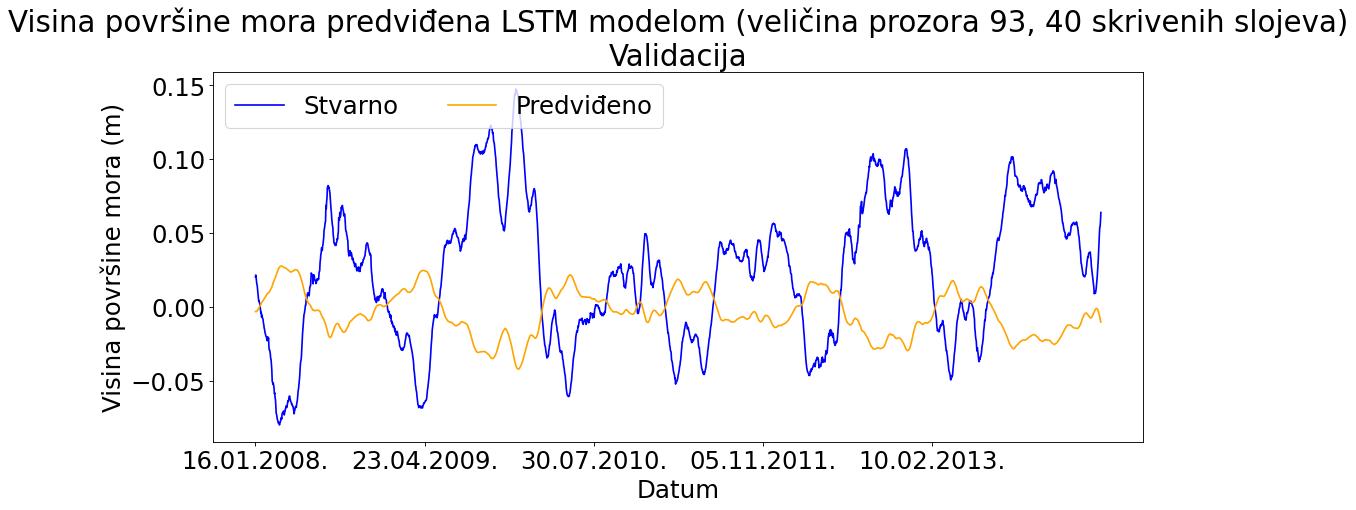 Visina površine mora predviđena LSTM modelom (veličina prozora 93, 40 skrivenih slojeva)
Validacija
Stvarno Predviđeno
Visina površine mora (m)
0.15
0.10
0.05
0.00
−0.05
16.01.2008. 23.04.2009. 30.07.2010. 05.11.2011. 10.02.2013.
Datum